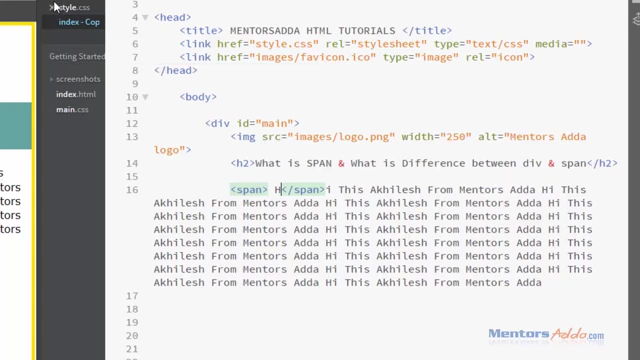 style.css
index - Cop
Getting Started
screenshots
index.html
main.css
tors
tors
tors
3
4 <head>
5 <title> MENTORSADDA HTML TUTORIALS </title>
6 <link href="style.css" rel="stylesheet" type="text/css" media="">
7 <link href="images/favicon.ico" type="image" rel="icon">
8 </head>
9
10 <body>
11
12 <div id="main">
13 <img src="images/logo.png" width="250" alt="Mentors Adda
logo">
14 <h2>What is SPAN & What is Difference between div & span</h2>
15
16 <span> H</span>i This Akhilesh From Mentors Adda Hi This
Akhilesh From Mentors Adda Hi This Akhilesh From Mentors Adda Hi This
Akhilesh From Mentors Adda Hi This Akhilesh From Mentors Adda Hi This
Akhilesh From Mentors Adda Hi This Akhilesh From Mentors Adda Hi This
Akhilesh From Mentors Adda Hi This Akhilesh From Mentors Adda Hi This
Akhilesh From Mentors Adda Hi This Akhilesh From Mentors Adda Hi This
Akhilesh From Mentors Adda Hi This Akhilesh From Mentors Adda Hi This
Akhilesh From Mentors Adda Hi This Akhilesh From Mentors Adda
17
18
19
20
21
MentorsAdda.com